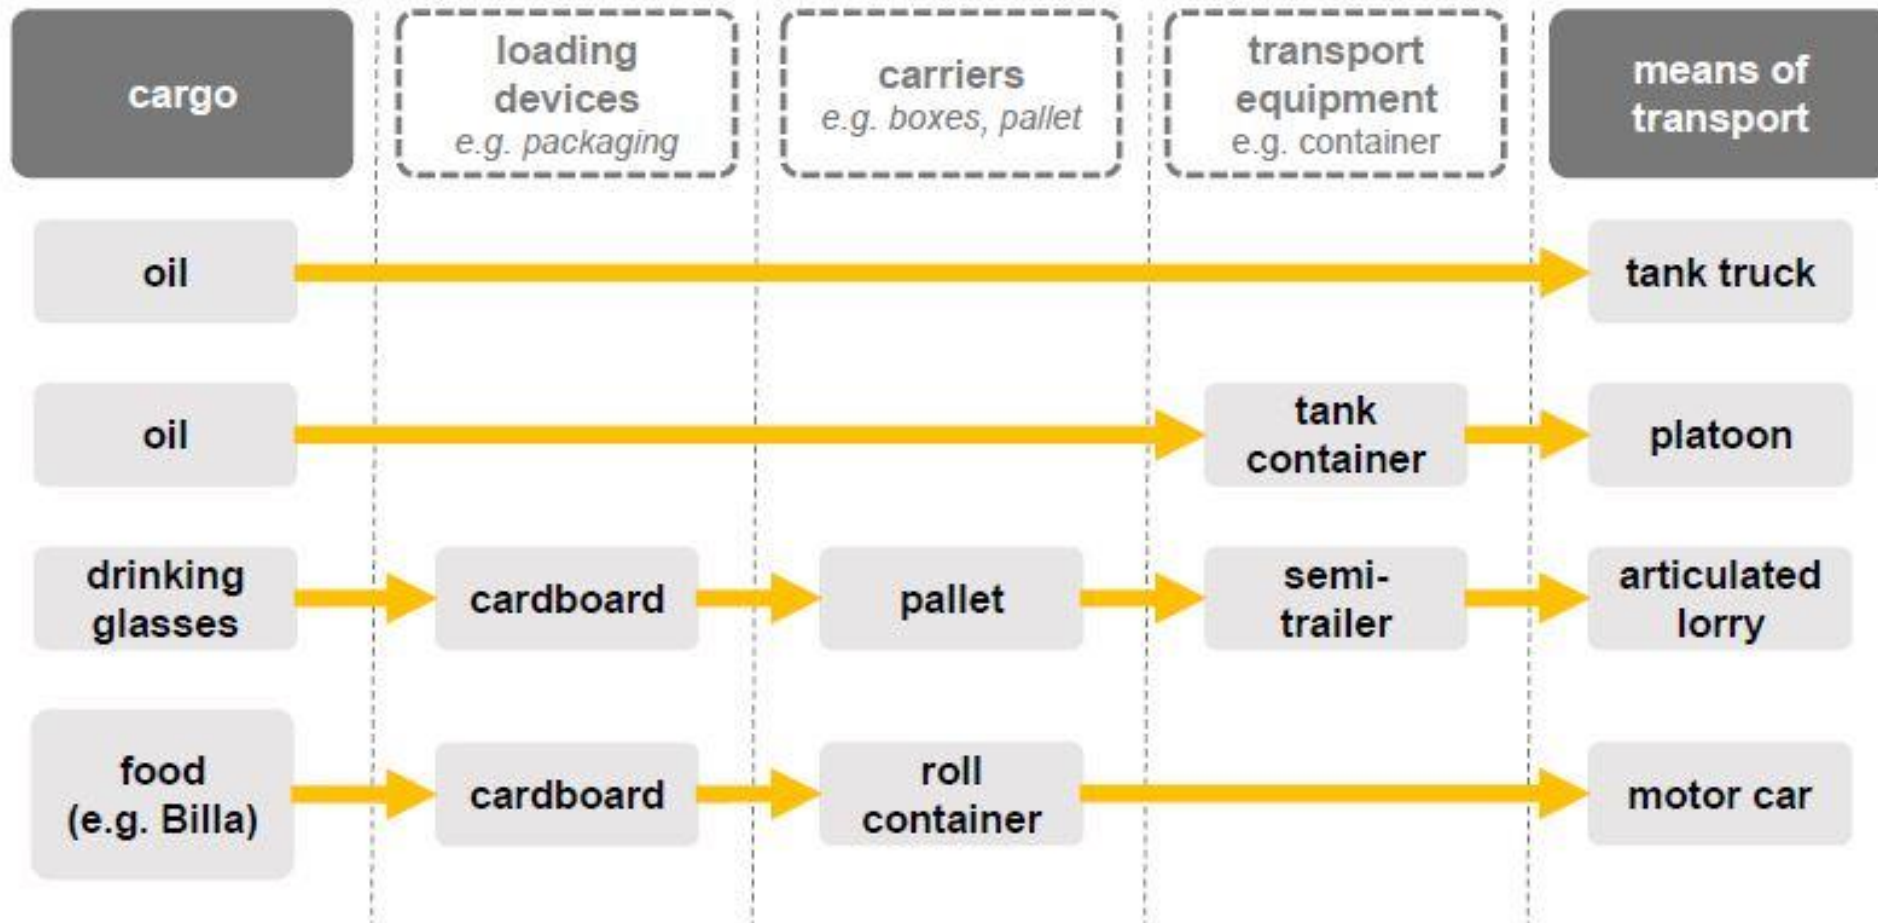 cargo
loading
devices
e.g. packaging
carriers
e.g. boxes, pallet
transport
equipment
e.g. container
means of
transport
oil
tank truck
oil
tank
container
platoon
drinking
glasses
cardboard
pallet
semi-
trailer
articulated
lorry
food
(e.g. Billa)
cardboard
roll
container
motor car